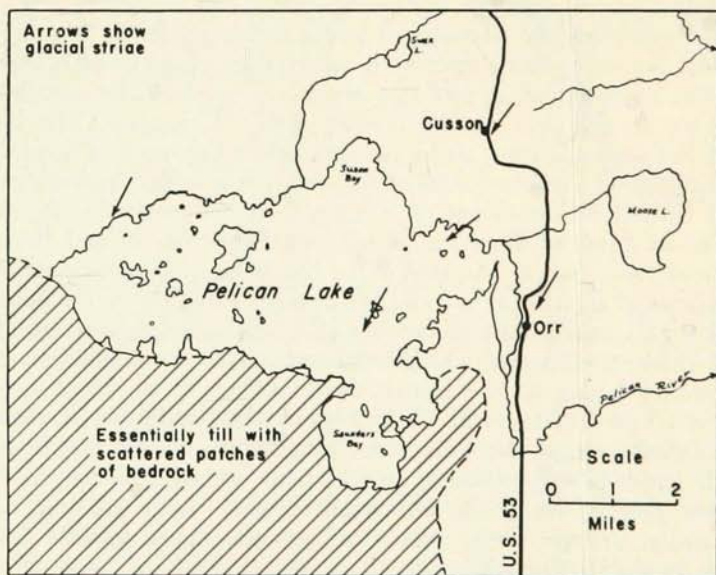 Arrows show
glacial striae
Swan
L.
Cusson
Susan
Bay
Moose L.
Pelican Lake
Orr
Pelican River
Essentially till with
scattered patches
of bedrock
Saunders
Bay
Scale
0 1 2
Miles
U.S. 53